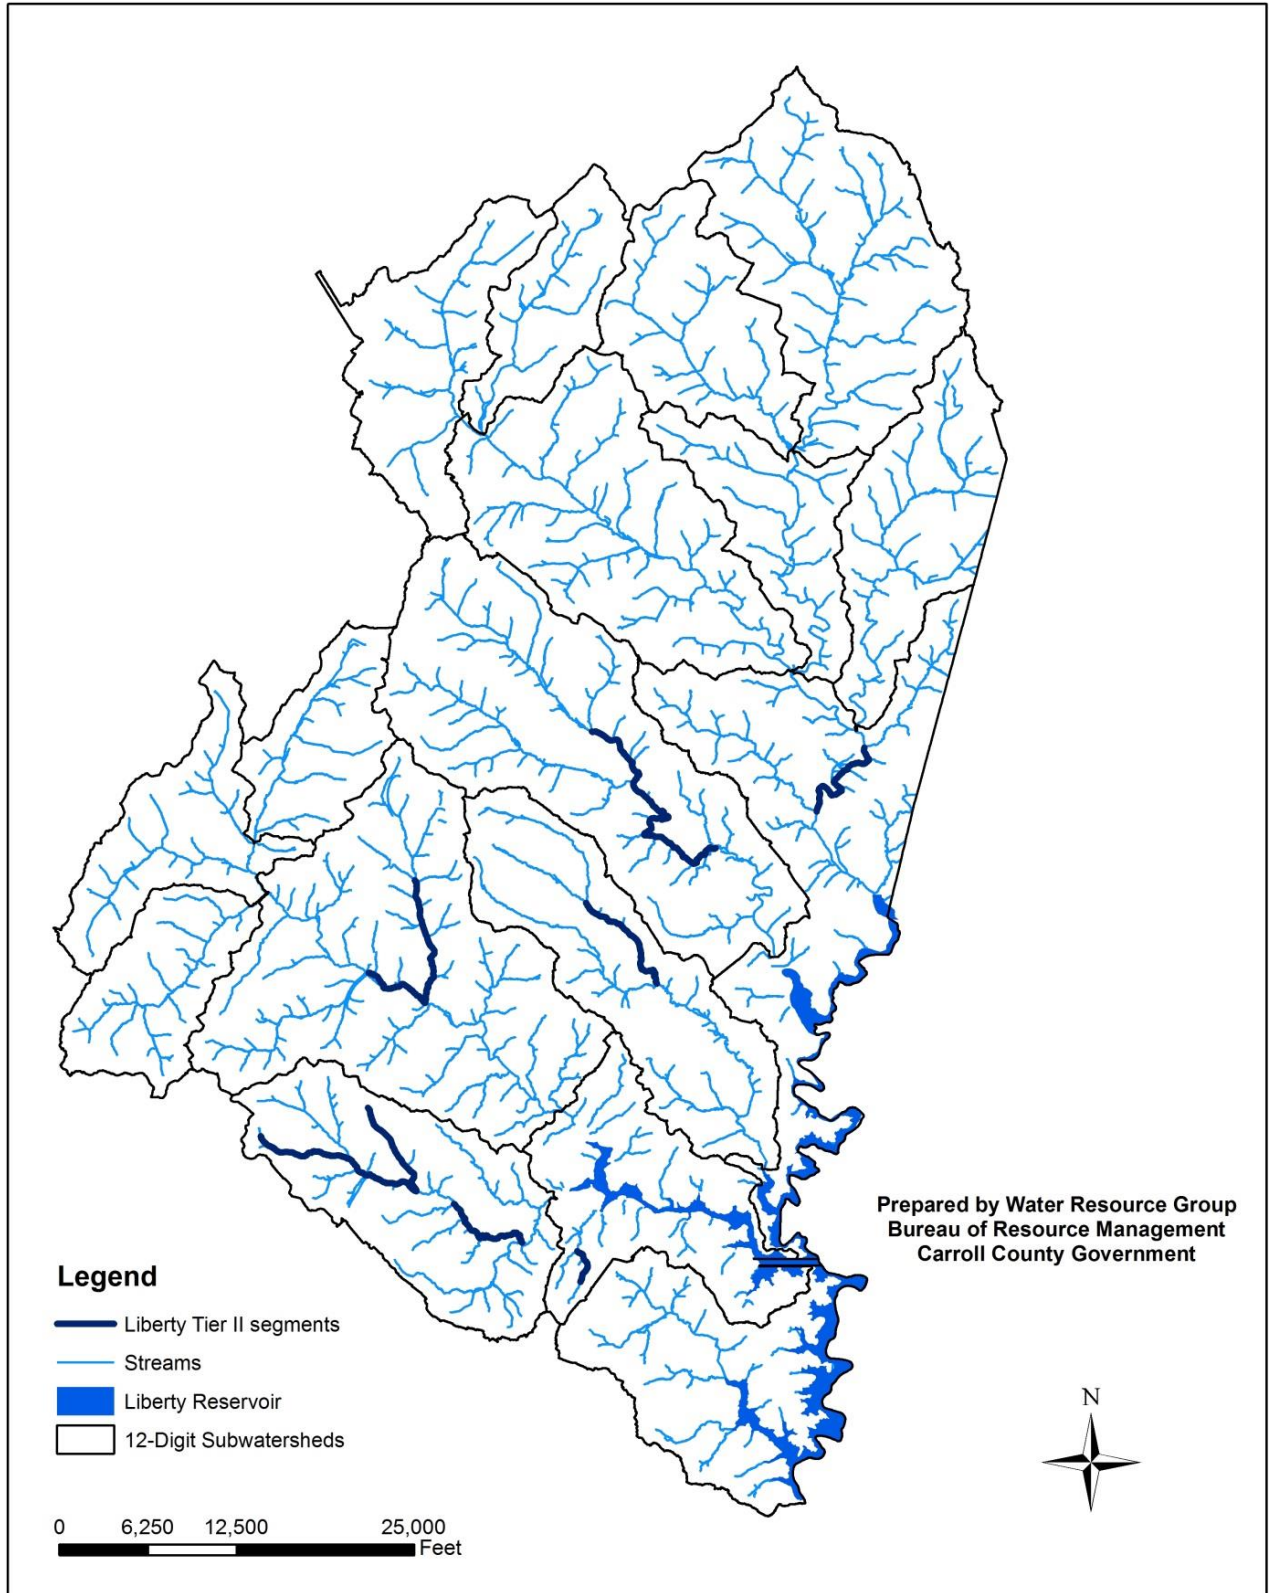 Prepared by Water Resource Group
Bureau of Resource Management
Carroll County Government
Legend
Liberty Tier II segments
Streams
Liberty Reservoir
12-Digit Subwatersheds
N
0 6,250 12,500 25,000
Feet